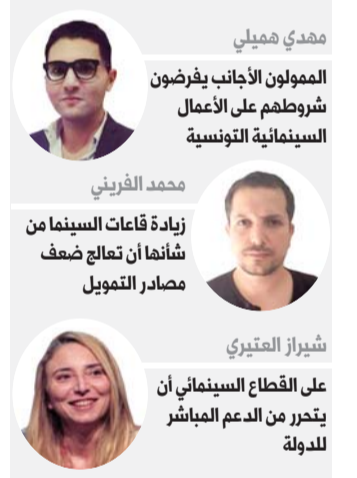 مهدي هميلي
الممولون الأجانب يفرضون
شروطهم على الأعمال
السينمائية التونسية
محمد الفريني
زيادة قاعات السينما من
شأنها أن تعالج ضعف
مصادر التمويل
شيراز العتيري
على القطاع السينمائي أن
يتحرر من الدعم المباشر
للدولة